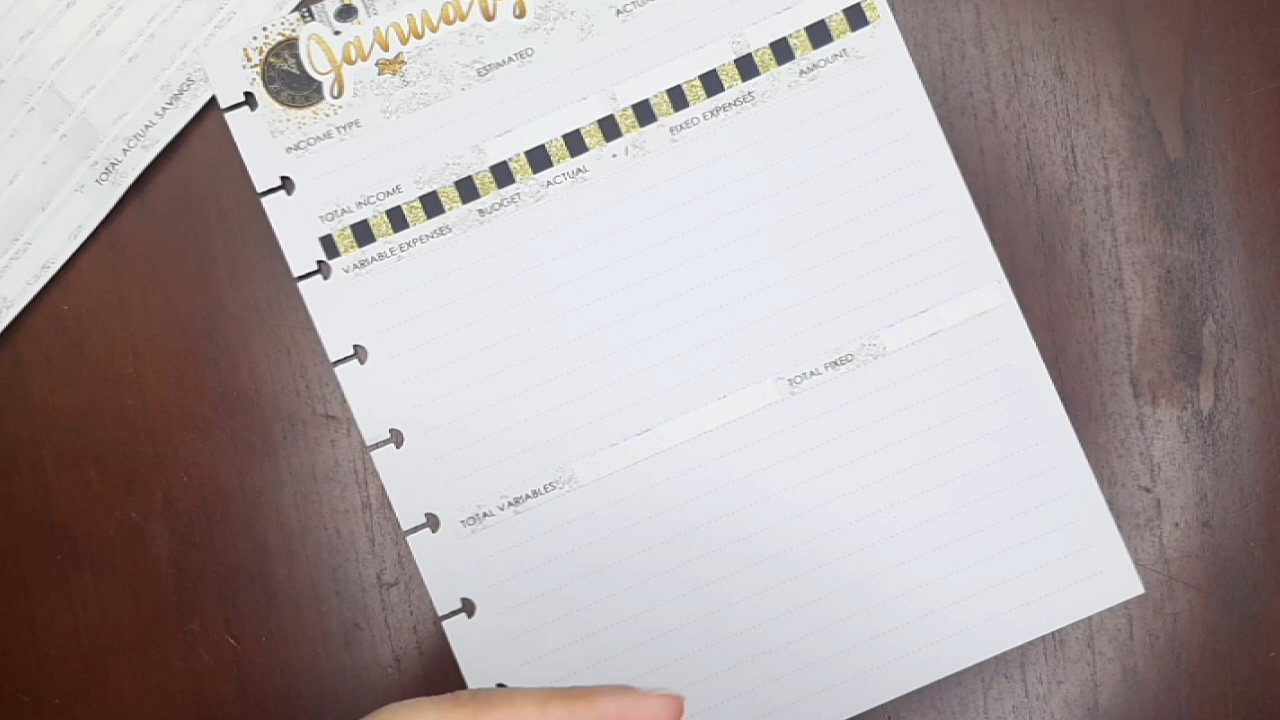 January
INCOME TYPE ESTIMATED
TOTAL INCOME
VARIABLE EXPENSES BUDGET ACTUAL + / FIXED EXPENSES AMOUNT
TOTAL VARIABLES TOTAL FIXED
TOTAL ACTUAL SAVINGS